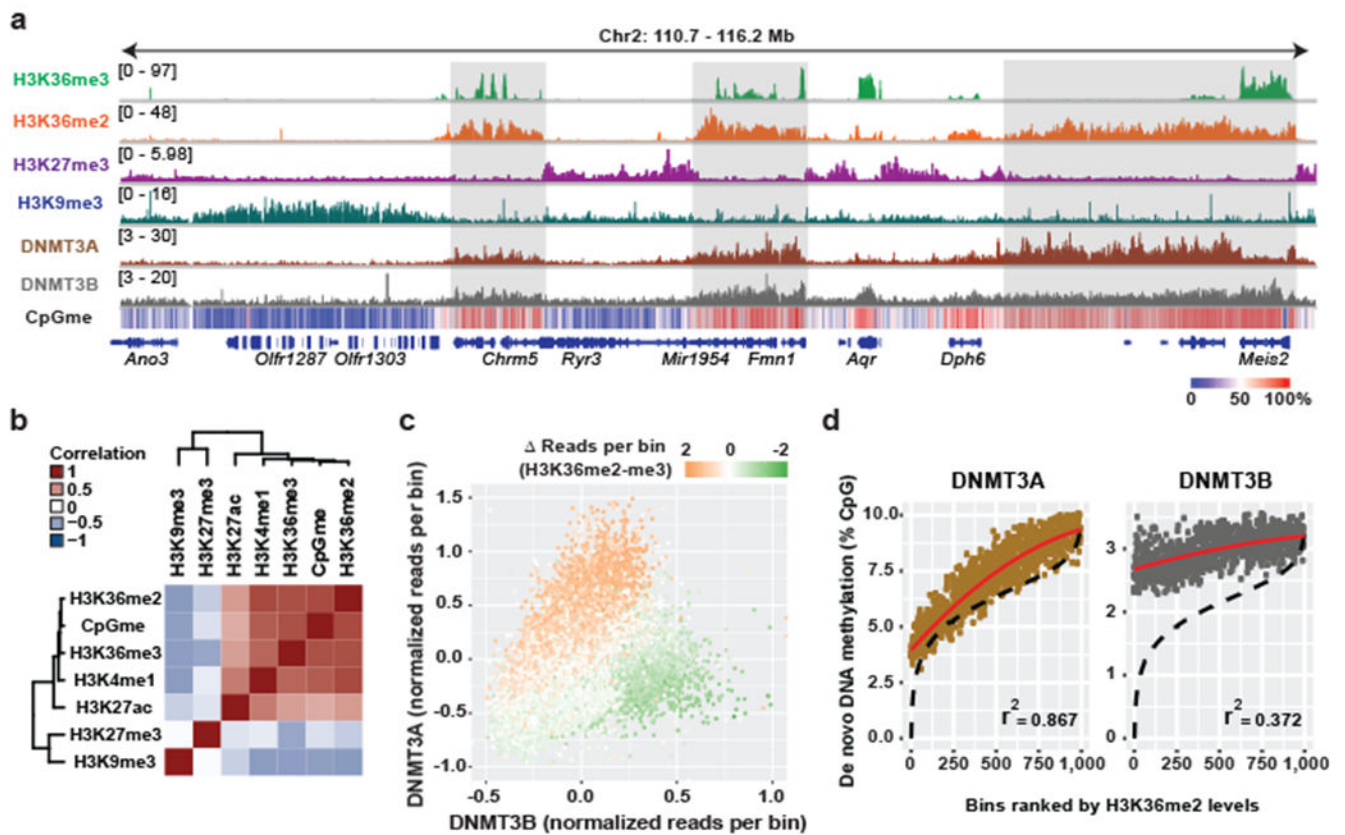 a
Chr2: 110.7 - 116.2 Mb
H3K36me3 [0 - 97]
H3K36me2 [0 - 48]
H3K27me3 [0 - 5.98]
H3K9me3 [0 - 16]
DNMT3A [3 - 30]
DNMT3B [3 - 20]
CpGme
Ano3 Olfr1287 Olfr1303 Chrm5 Ryr3 Mir1954 Fmn1 Aqr Dph6 Meis2
0 50 100%
b
Correlation
1
0.5
0
−0.5
−1
H3K9me3
H3K27me3
H3K27ac
H3K4me1
H3K36me3
CpGme
H3K36me2
H3K36me2
CpGme
H3K36me3
H3K4me1
H3K27ac
H3K27me3
H3K9me3
c
Δ Reads per bin
(H3K36me2-me3)
2 0 -2
DNMT3A (normalized reads per bin)
1.5
1.0
0.5
0.0
-0.5
-1.0
-0.5 0.0 0.5 1.0
DNMT3B (normalized reads per bin)
d
DNMT3A DNMT3B
De novo DNA methylation (% CpG)
10.0
7.5
5.0
2.5
0.0
r2 = 0.867
0 250 500 750 1,000
3
2
1
0
r2 = 0.372
0 250 500 750 1,000
Bins ranked by H3K36me2 levels